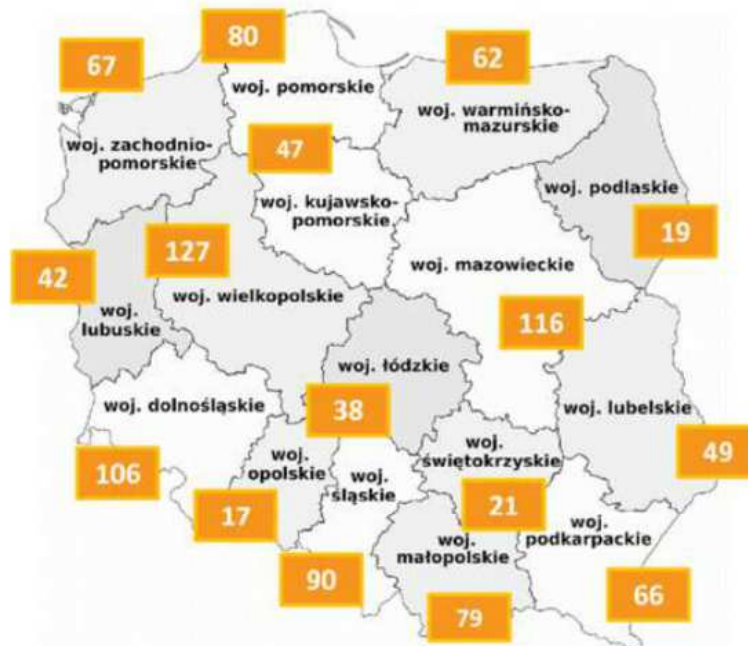 80
67
62
woj. pomorskie
woj. warmińsko-
mazurskie
woj. zachodnio-
pomorskie
47
woj. podlaskie
woj. kujawsko-
pomorskie
19
127
42
woj. mazowieckie
woj. wielkopolskie
woj.
lubuskie
116
woj. łódzkie
38
woj. dolnośląskie
woj. lubelskie
woj.
świętokrzyskie
49
woj.
opolskie
106
woj.
śląskie
17
21
woj.
podkarpackie
woj.
małopolskie
90
66
79